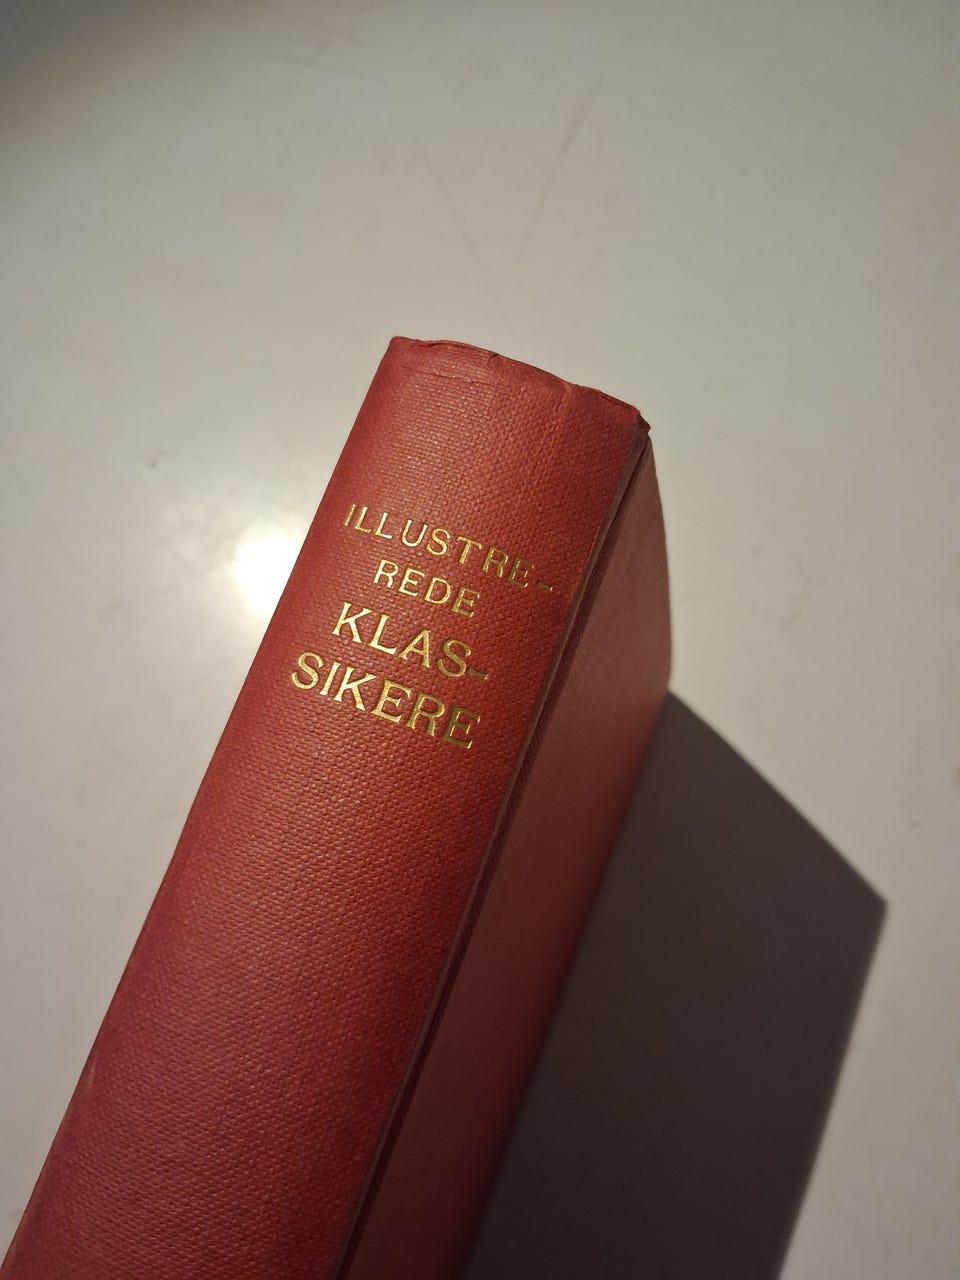 ILLUSTRE-
REDE
KLAS-
SIKERE